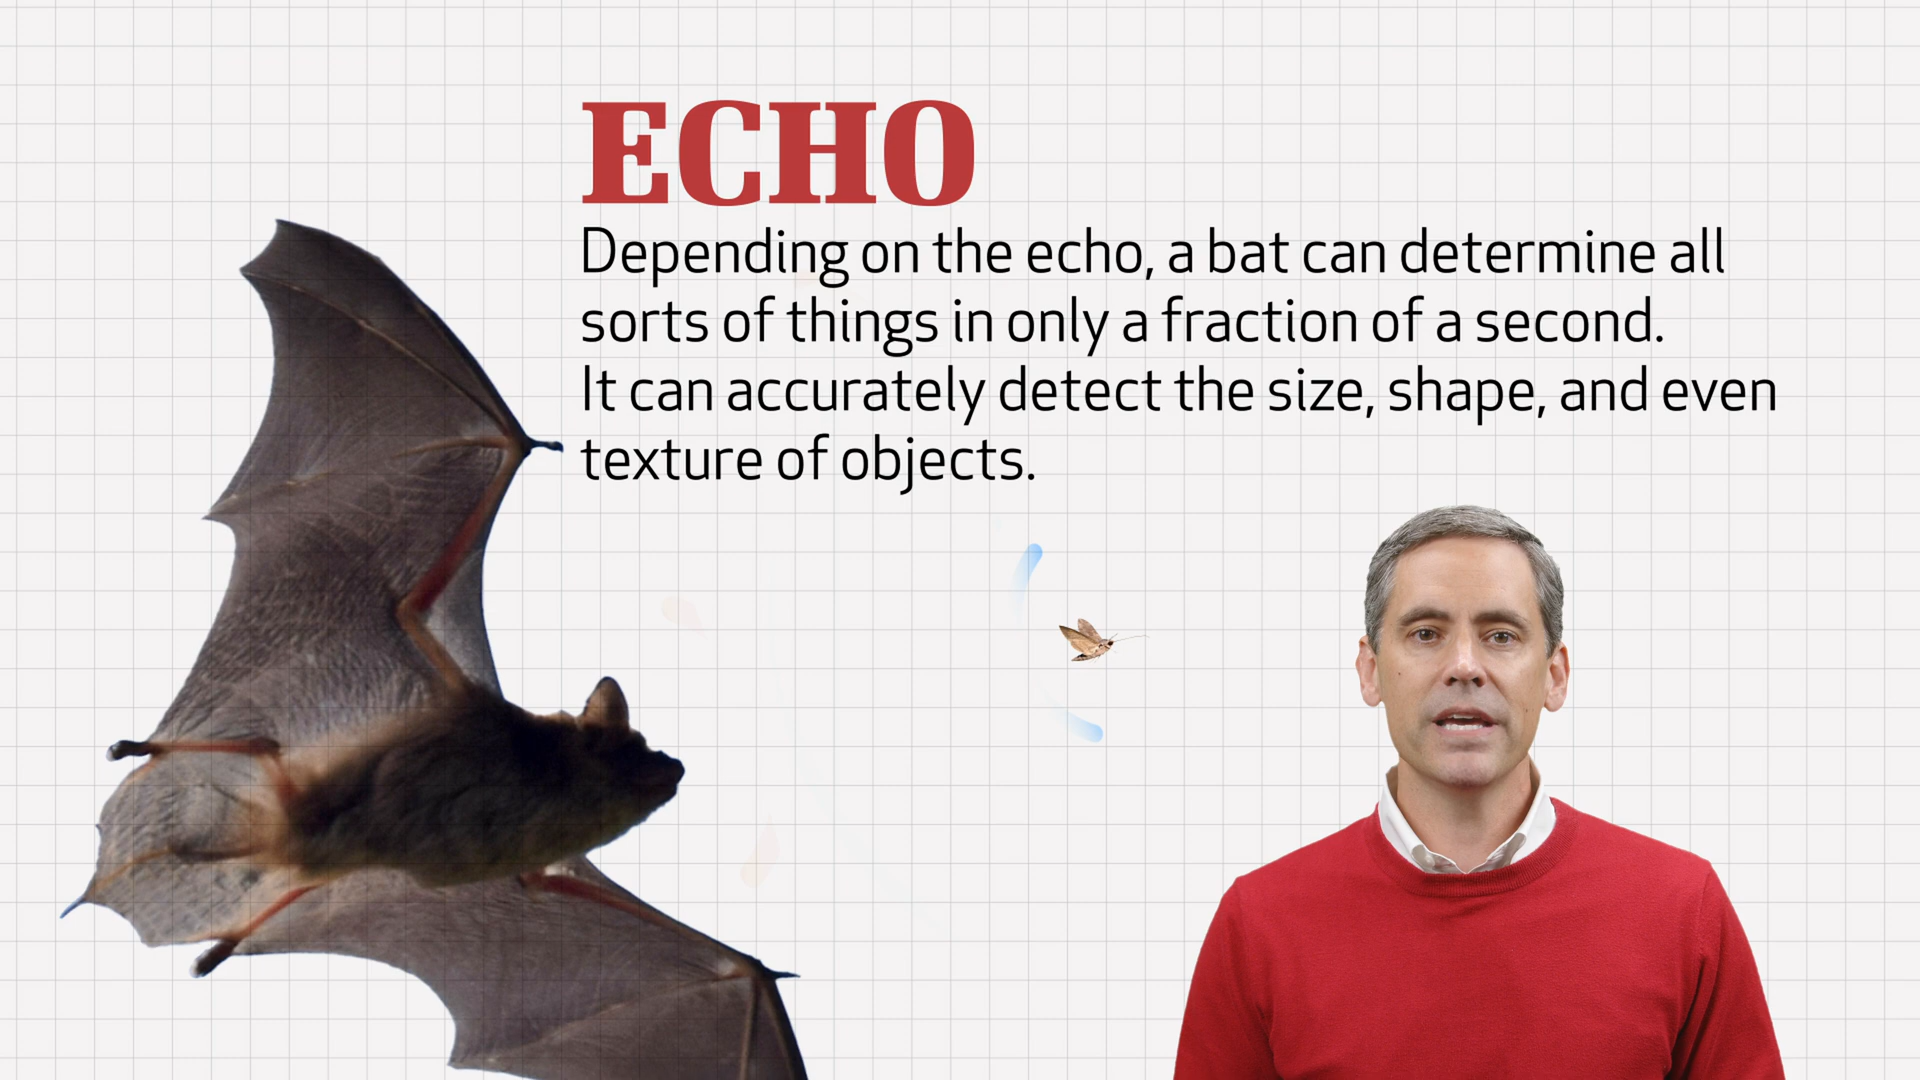 ECHO
Depending on the echo, a bat can determine all
sorts of things in only a fraction of a second.
It can accurately detect the size, shape, and even
texture of objects.